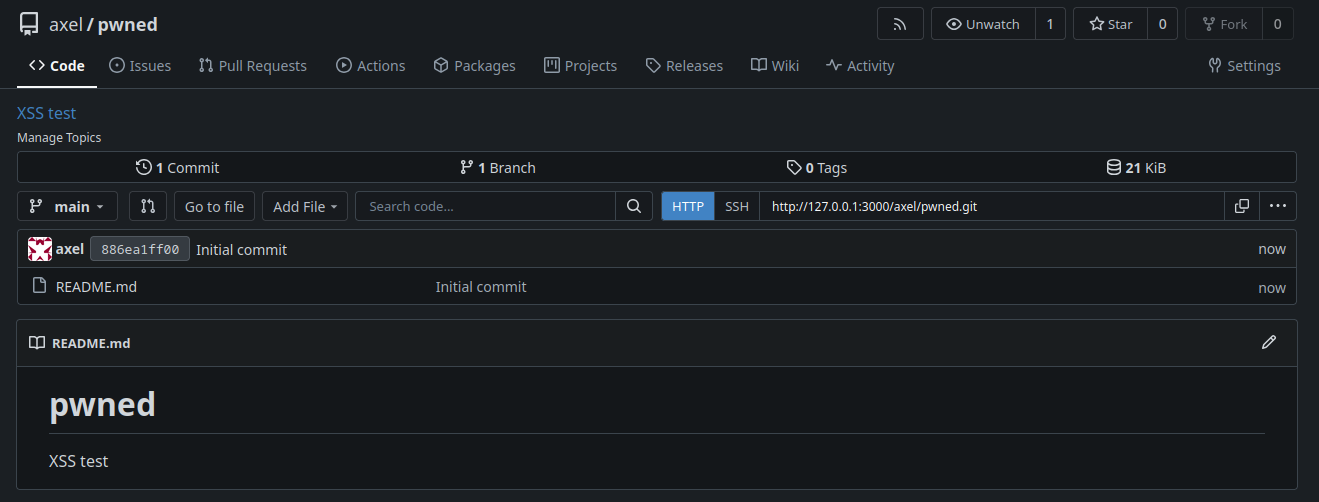 axel / pwned Unwatch 1 Star 0 Fork 0
Code Issues Pull Requests Actions Packages Projects Releases Wiki Activity Settings
XSS test
Manage Topics
1 Commit 1 Branch 0 Tags 21 KiB
main Go to file Add File Search code... HTTP SSH http://127.0.0.1:3000/axel/pwned.git
axel 886ea1ff00 Initial commit now
README.md Initial commit now
README.md
pwned
XSS test